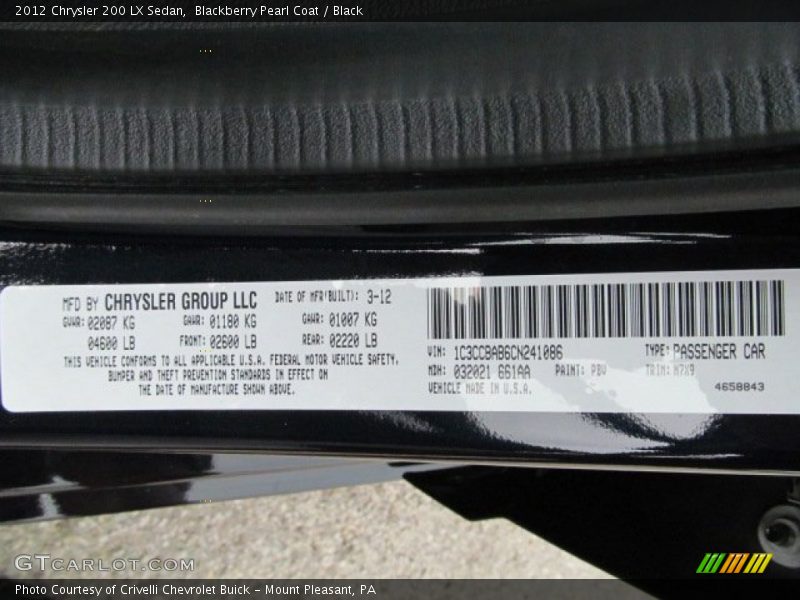 2012 Chrysler 200 LX Sedan, Blackberry Pearl Coat / Black
MFD BY CHRYSLER GROUP LLC DATE OF MFR(BUILT): 3-12
GVWR: 02087 KG GAWR: 01180 KG GAWR: 01007 KG
04600 LB FRONT: 02600 LB REAR: 02220 LB
THIS VEHICLE CONFORMS TO ALL APPLICABLE U.S.A. FEDERAL MOTOR VEHICLE SAFETY,
BUMPER AND THEFT PREVENTION STANDARDS IN EFFECT ON
THE DATE OF MANUFACTURE SHOWN ABOVE.
VIN: 1C3CCBAB6CN241086 TYPE: PASSENGER CAR
MDH: 032021 661AA PAINT: PBV TRIM: M7X9
VEHICLE MADE IN U.S.A. 4658843
GTCARLOT.COM
Photo Courtesy of Crivelli Chevrolet Buick - Mount Pleasant, PA